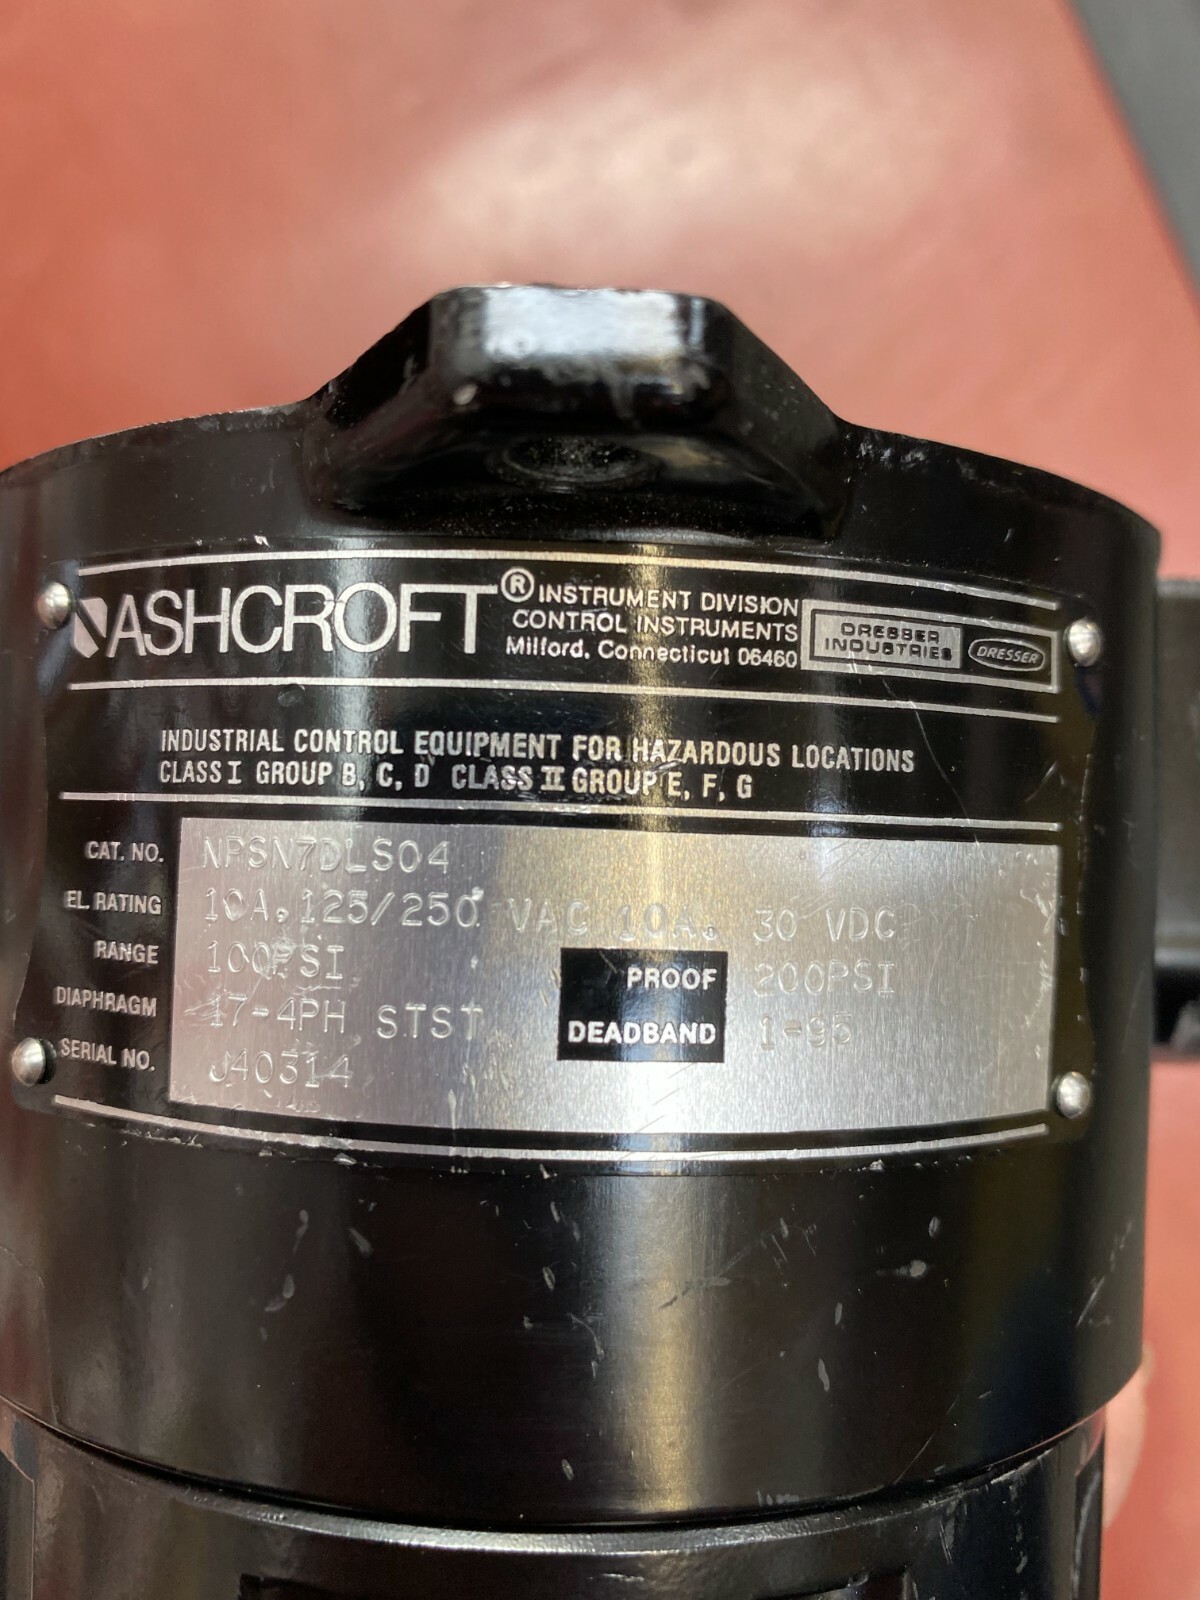 ASHCROFT® INSTRUMENT DIVISION
CONTROL INSTRUMENTS
Milford, Connecticut 06460
DRESSER
INDUSTRIES
DRESSER
INDUSTRIAL CONTROL EQUIPMENT FOR HAZARDOUS LOCATIONS
CLASS I GROUP B, C, D CLASS II GROUP E, F, G
CAT. NO. NPSN7DLS04
EL. RATING 10A.125/250 VAC 10A. 30 VDC
RANGE 100PSI PROOF 200PSI
DIAPHRAGM 17-4PH STST DEADBAND 1-95
SERIAL NO. J40314